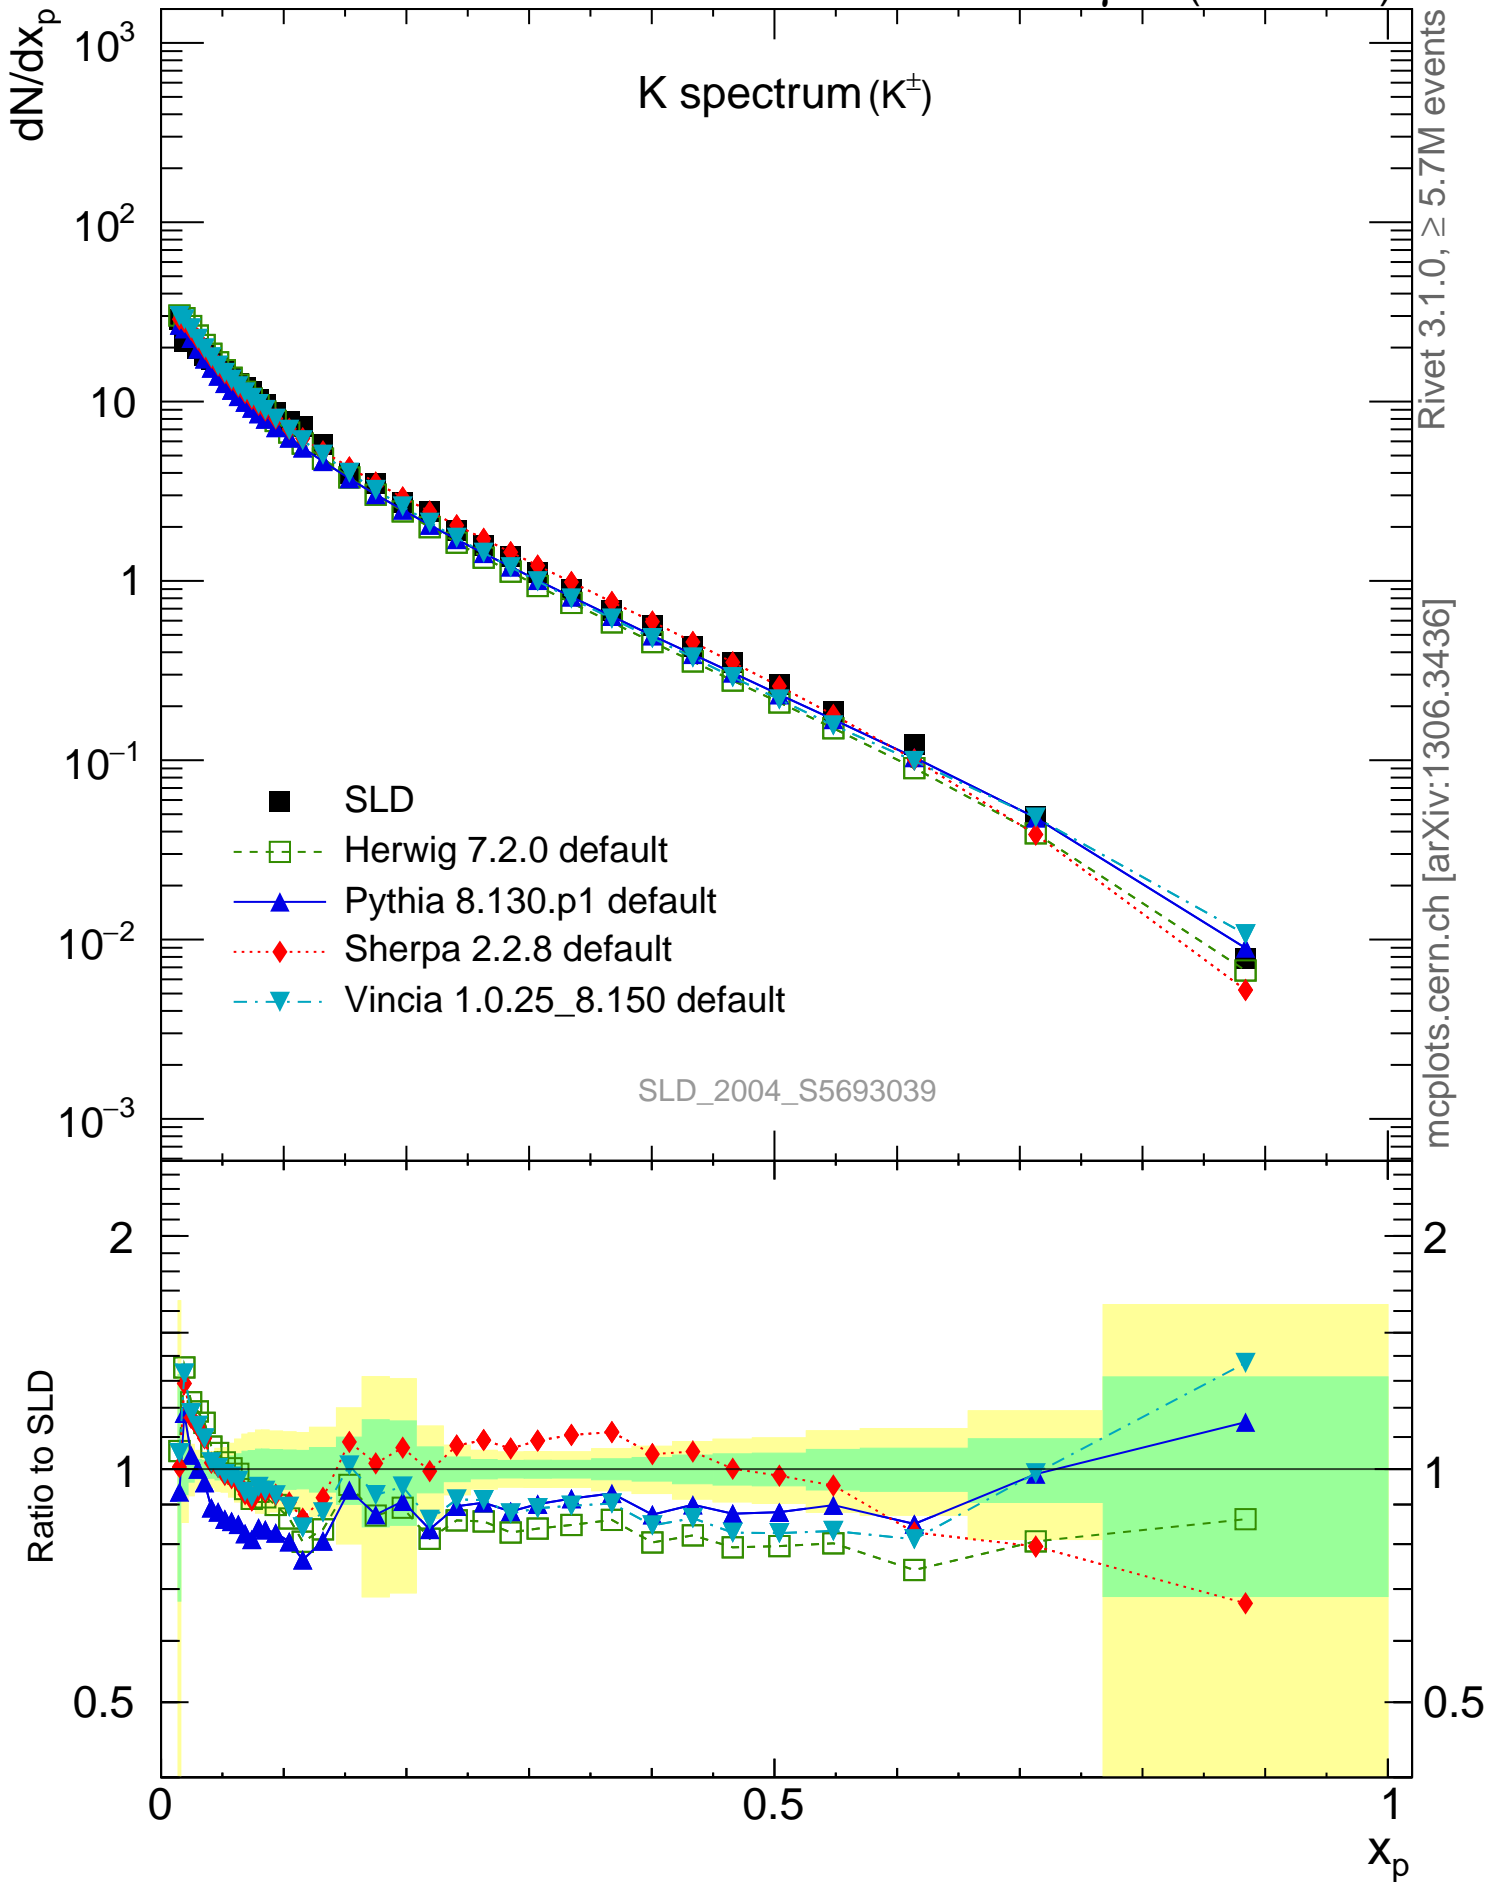 dN/dx_p
K spectrum (K^±)
10^3
10^2
10
1
10^−1
10^−2
10^−3
SLD
Herwig 7.2.0 default
Pythia 8.130.p1 default
Sherpa 2.2.8 default
Vincia 1.0.25_8.150 default
SLD_2004_S5693039
Rivet 3.1.0, ≥ 5.7M events
mcplots.cern.ch [arXiv:1306.3436]
Ratio to SLD
2
2
1
1
0.5
0.5
0
0.5
1
x_p